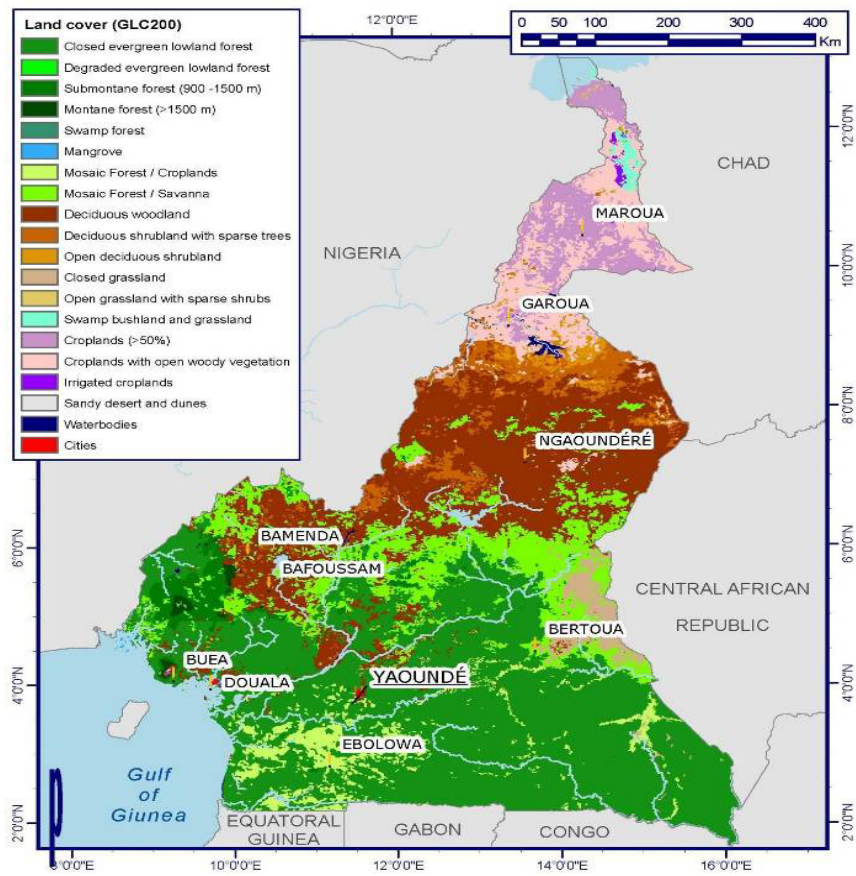 Land cover (GLC200)
Closed evergreen lowland forest
Degraded evergreen lowland forest
Submontane forest (900 -1500 m)
Montane forest (>1500 m)
Swamp forest
Mangrove
Mosaic Forest / Croplands
Mosaic Forest / Savanna
Deciduous woodland
Deciduous shrubland with sparse trees
Open deciduous shrubland
Closed grassland
Open grassland with sparse shrubs
Swamp bushland and grassland
Croplands (>50%)
Croplands with open woody vegetation
Irrigated croplands
Sandy desert and dunes
Waterbodies
Cities
12°0'0"E
0 50 100 200 300 400
Km
12°0'0"N
CHAD
MAROUA
NIGERIA
10°0'0"N
GAROUA
8°0'0"N
NGAOUNDÉRÉ
6°0'0"N
6°0'0"N
BAMENDA
BAFOUSSAM
CENTRAL AFRICAN
REPUBLIC
BERTOUA
BUEA
YAOUNDÉ
4°0'0"N
DOUALA
4°0'0"N
EBOLOWA
Gulf
of
Giunea
2°0'0"N
EQUATORAL
GUINEA
GABON
CONGO
2°0'0"N
8°0'0"E
10°0'0"E
12°0'0"E
14°0'0"E
16°0'0"E